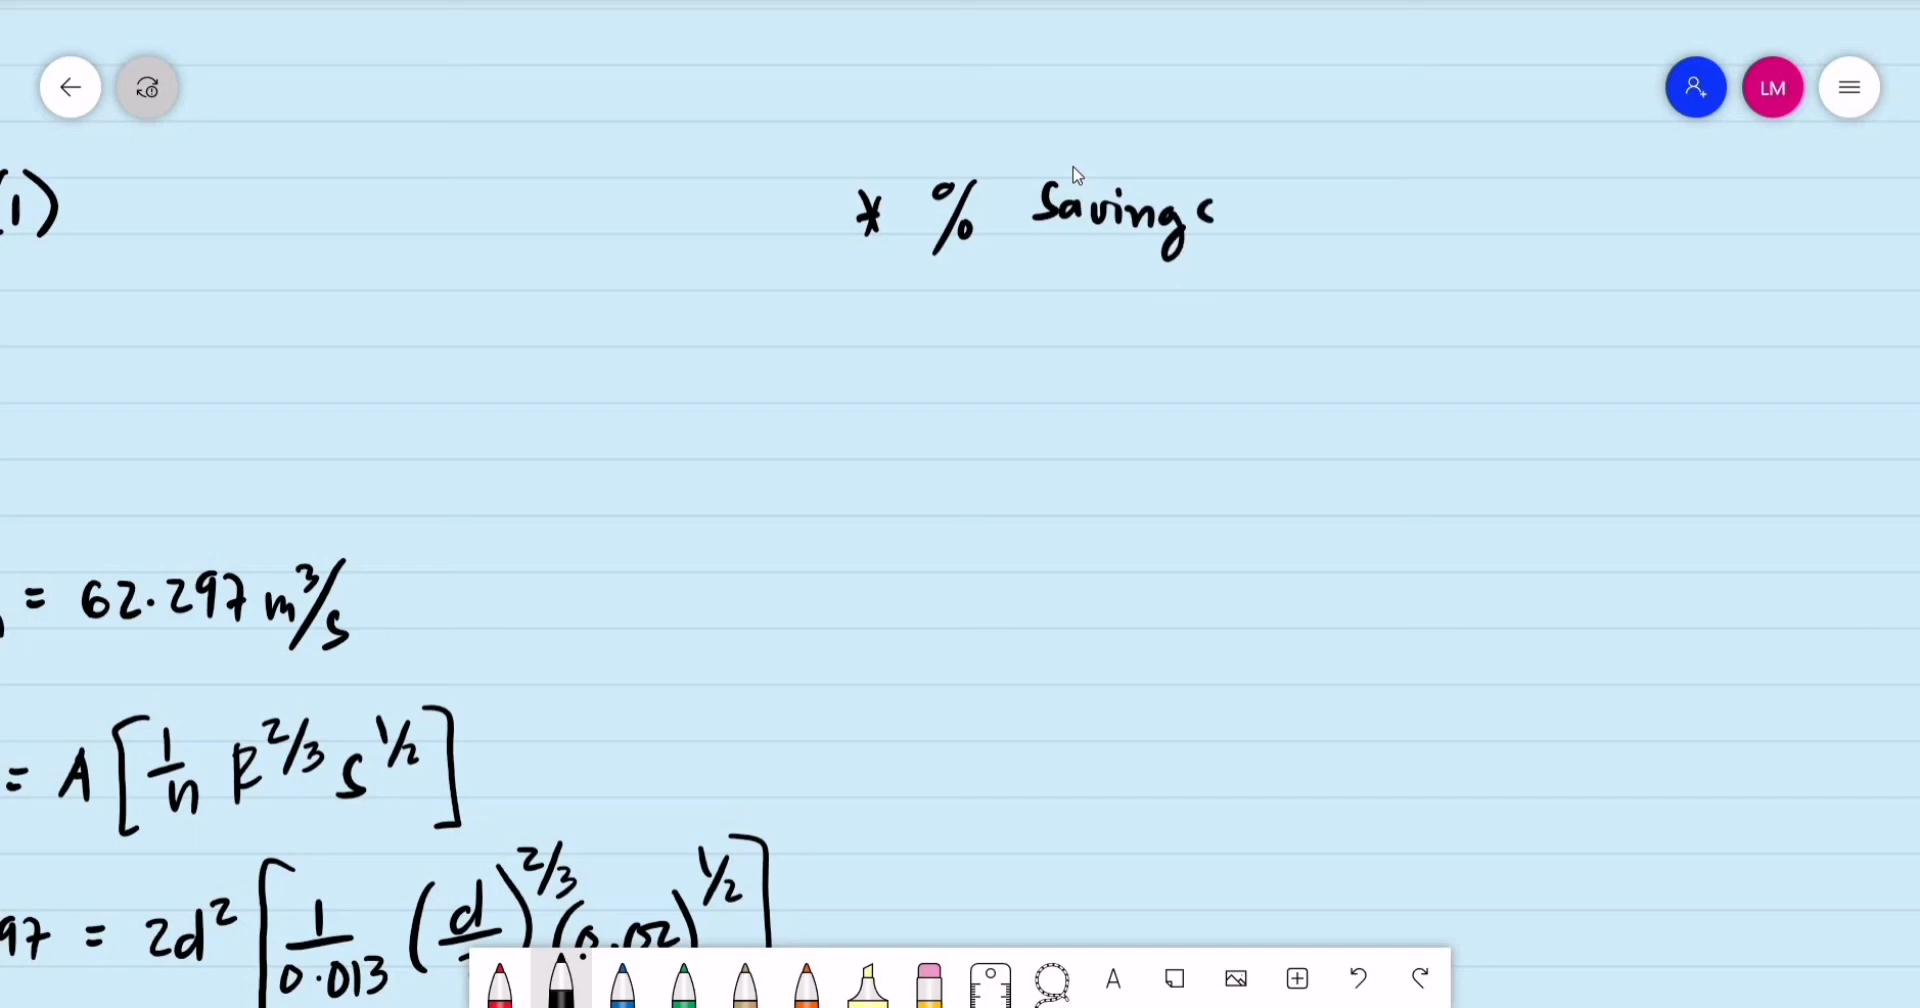 LM
(1)
* % Savings
= 62.297 m³/s
= A [ 1/n R^2/3 S^1/2 ]
97 = 2d² [ 1/0.013 (d/ )^2/3 (0.02)^1/2 ]
A